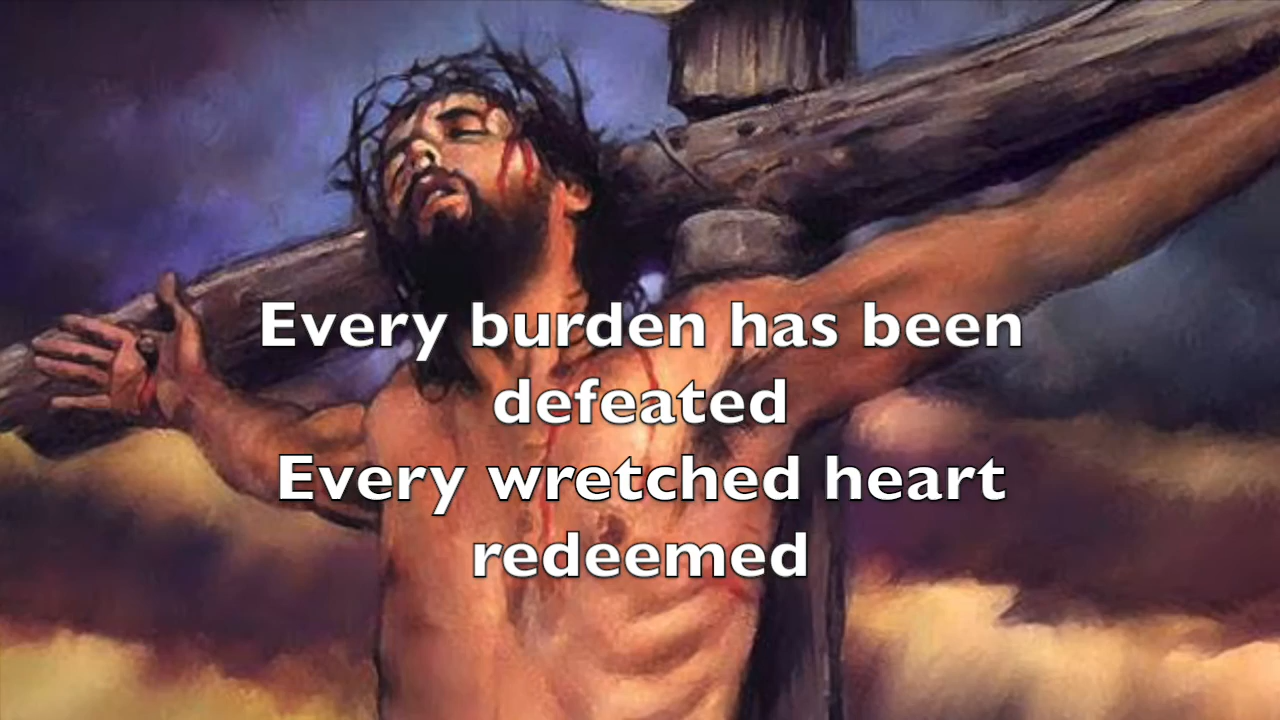 Every burden has been
defeated
Every wretched heart
redeemed